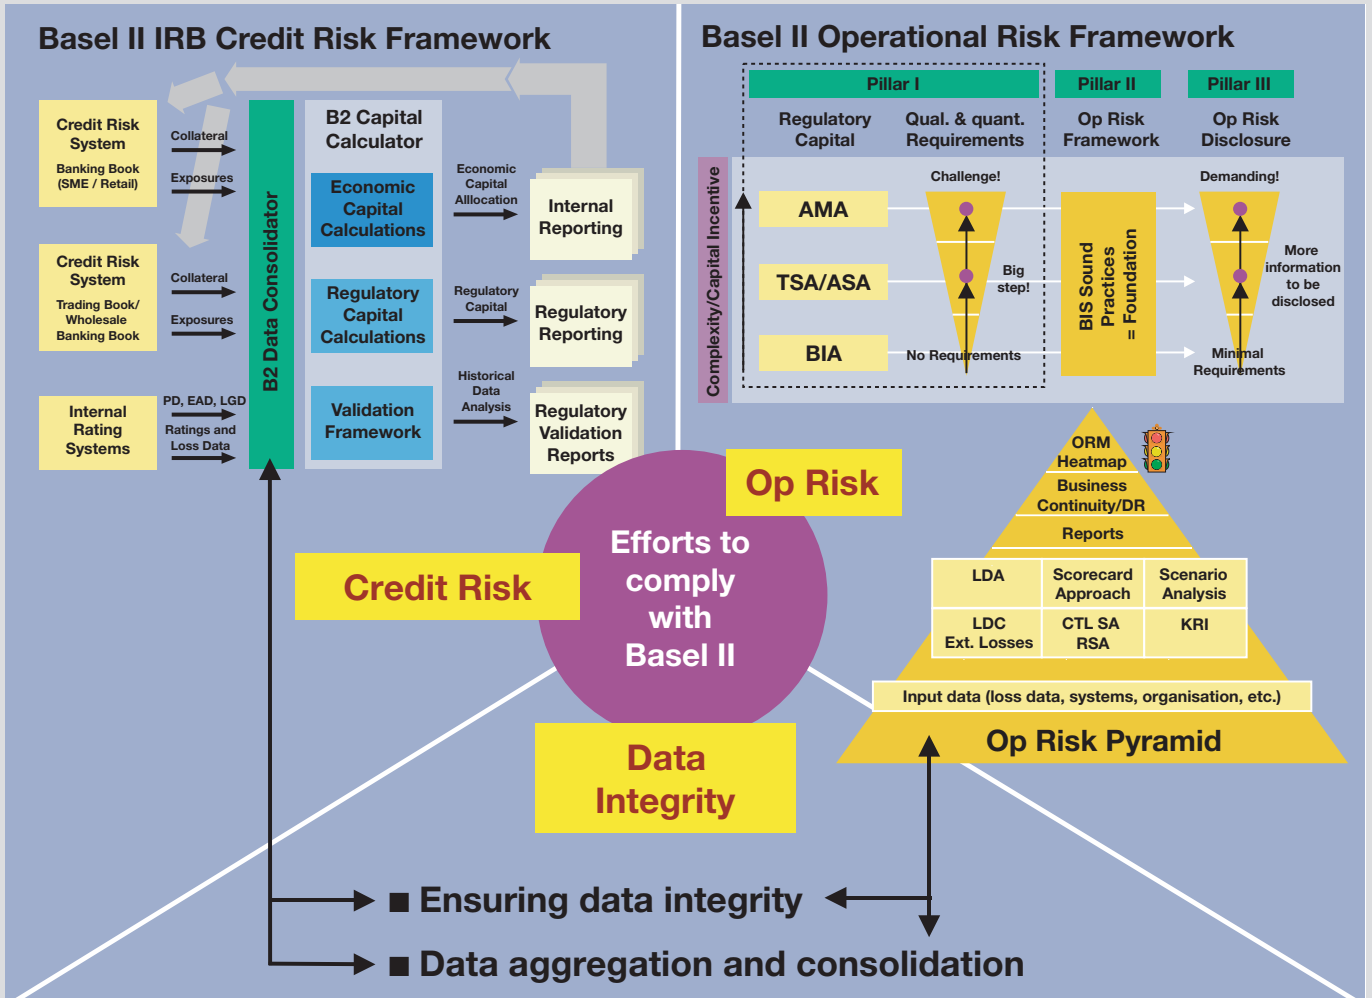 Basel II IRB Credit Risk Framework
Credit Risk
System
Banking Book
(SME / Retail)
Collateral
Exposures
Credit Risk
System
Trading Book/
Wholesale
Banking Book
Collateral
Exposures
Internal
Rating
Systems
PD, EAD, LGD
Ratings and
Loss Data
B2 Data Consolidator
B2 Capital
Calculator
Economic
Capital
Calculations
Regulatory
Capital
Calculations
Validation
Framework
Economic
Capital
Alllocation
Regulatory
Capital
Historical
Data
Analysis
Internal
Reporting
Regulatory
Reporting
Regulatory
Validation
Reports
Basel II Operational Risk Framework
Pillar I
Pillar II
Pillar III
Regulatory
Capital
Qual. & quant.
Requirements
Op Risk
Framework
Op Risk
Disclosure
Complexity/Capital Incentive
AMA
TSA/ASA
BIA
Challenge!
Big
step!
No Requirements
BIS Sound
Practices
= Foundation
Demanding!
More
information
to be
disclosed
Minimal
Requirements
ORM
Heatmap
Business
Continuity/DR
Reports
LDA
Scorecard
Approach
Scenario
Analysis
LDC
Ext. Losses
CTL SA
RSA
KRI
Input data (loss data, systems, organisation, etc.)
Op Risk Pyramid
Op Risk
Credit Risk
Efforts to
comply
with
Basel II
Data
Integrity
■ Ensuring data integrity
■ Data aggregation and consolidation